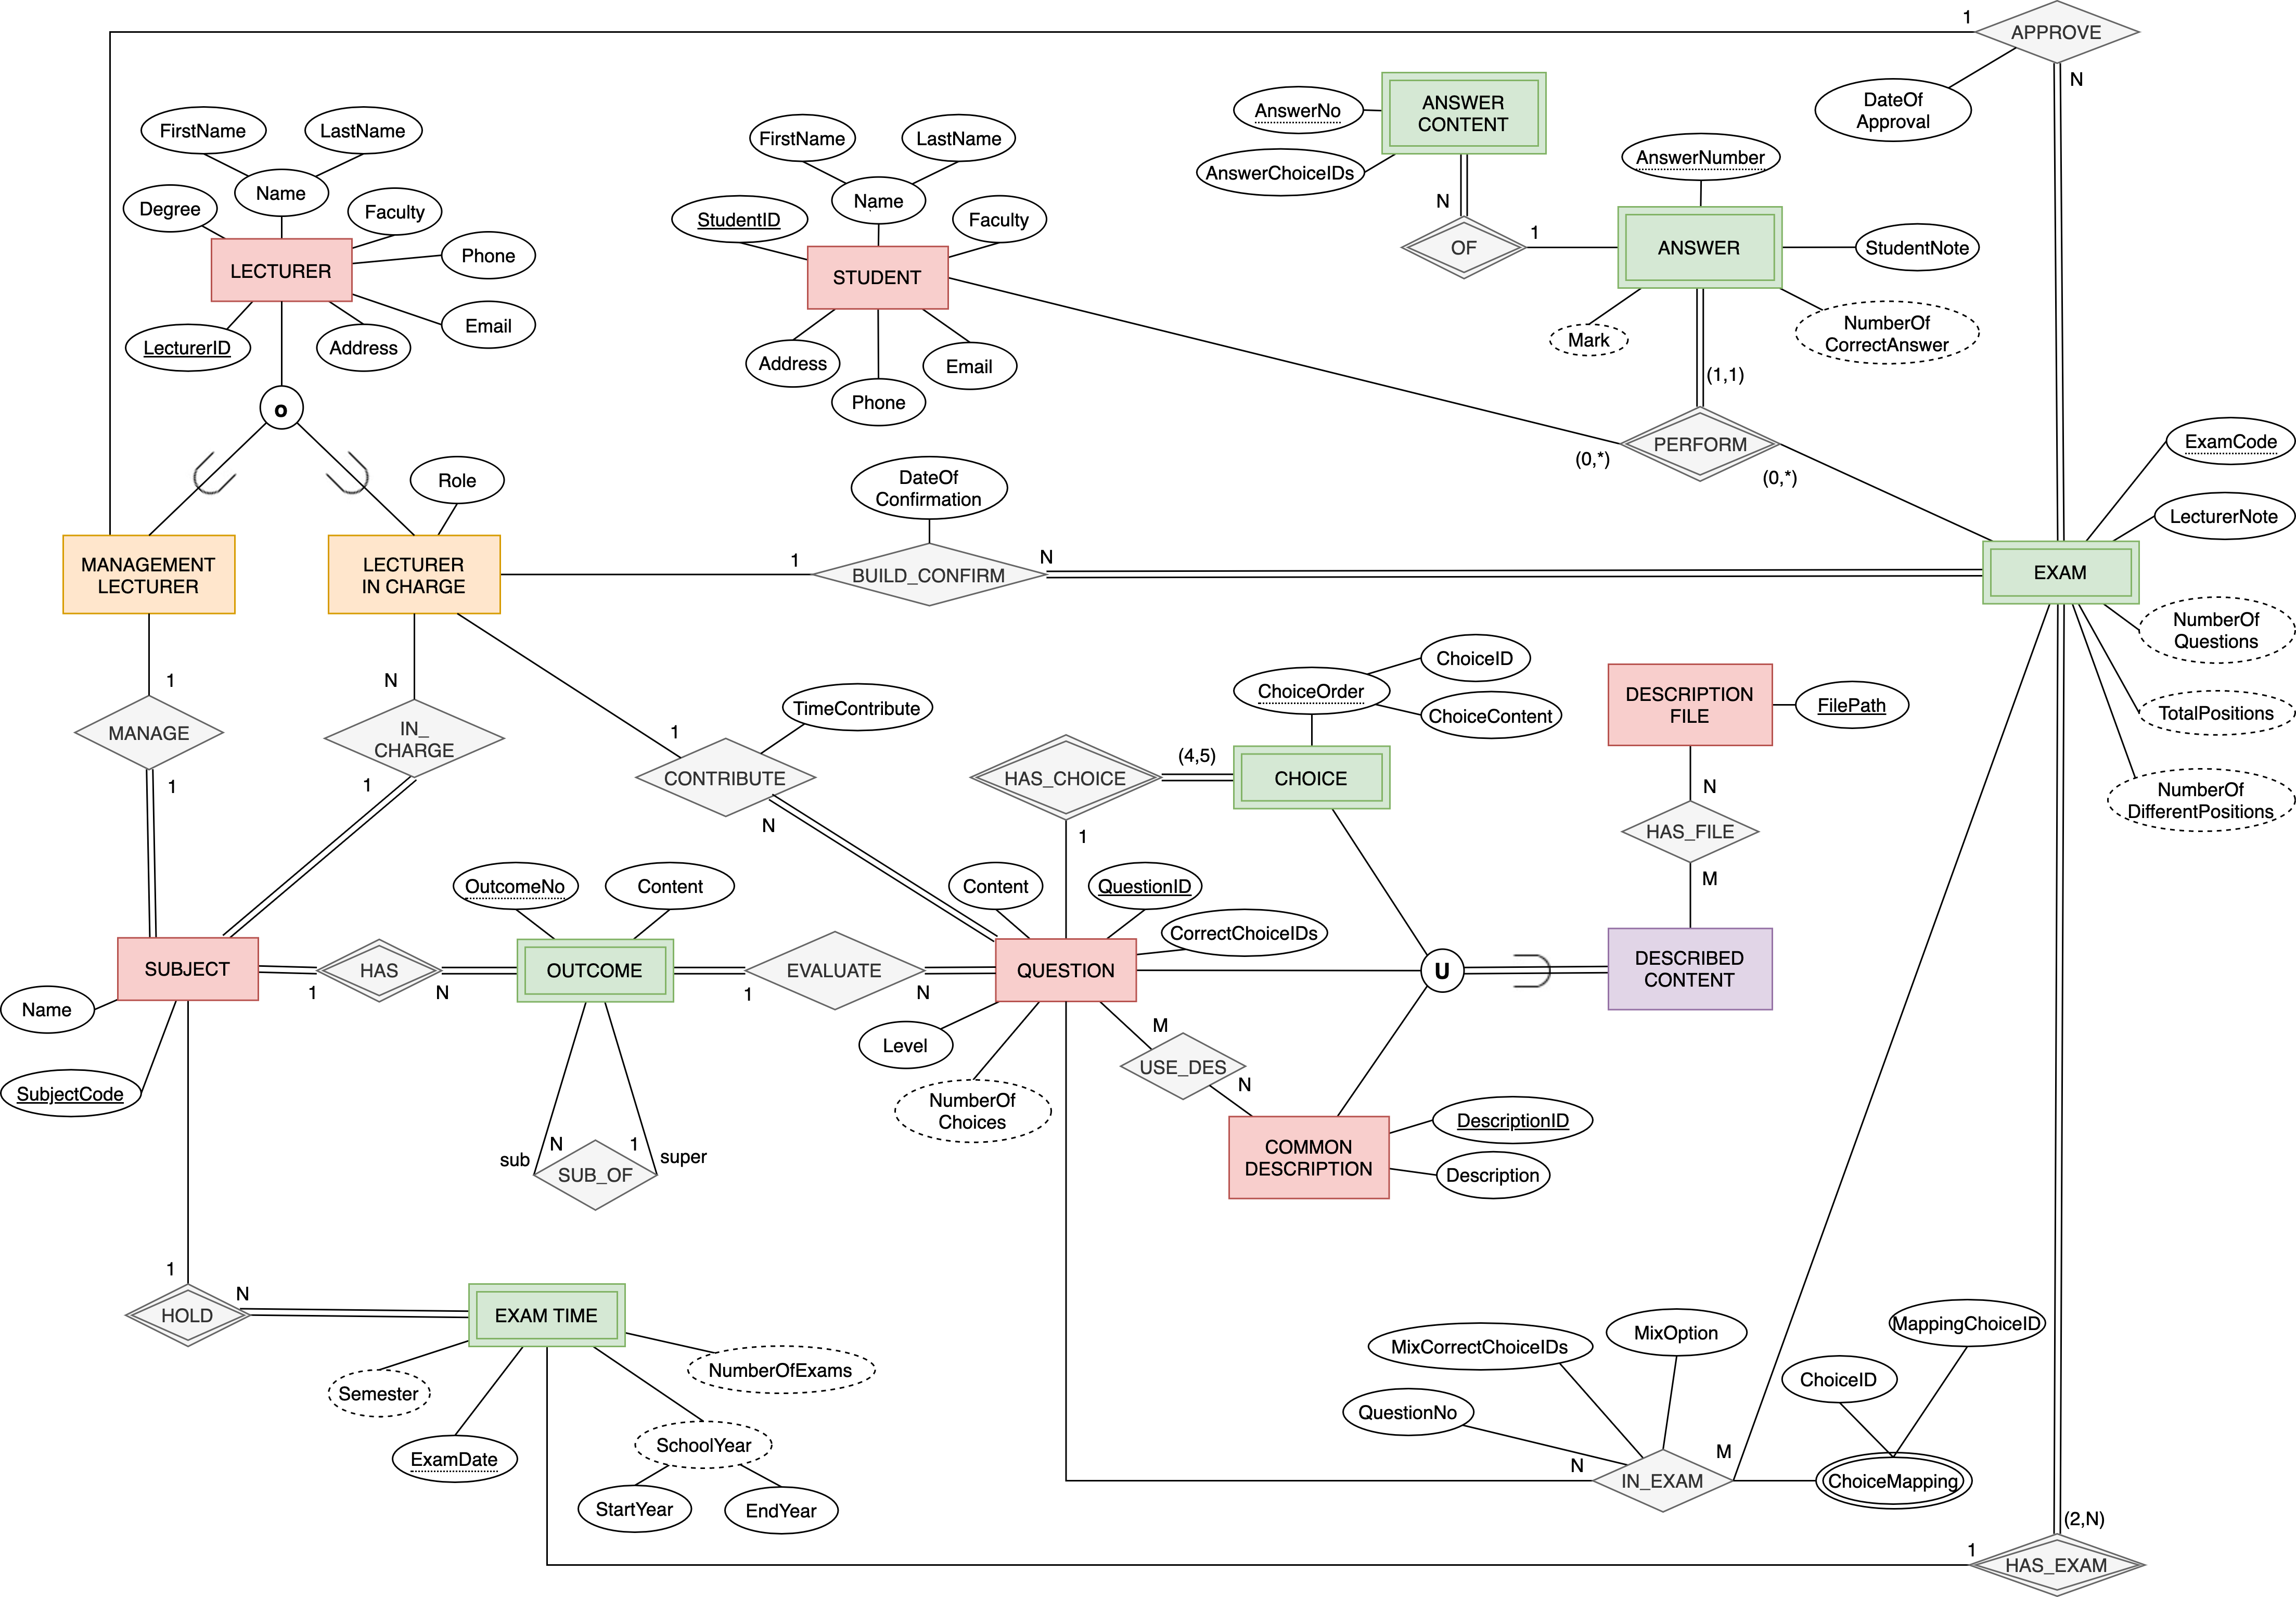 1
APPROVE
N
DateOf
Approval
FirstName
LastName
Name
Degree
Faculty
Phone
LECTURER
Email
LecturerID
Address
o
FirstName
LastName
Name
StudentID
Faculty
STUDENT
Address
Email
Phone
AnswerNo
ANSWER
CONTENT
AnswerChoiceIDs
N
OF
1
AnswerNumber
ANSWER
StudentNote
Mark
NumberOf
CorrectAnswer
(1,1)
PERFORM
(0,*)
(0,*)
ExamCode
LecturerNote
EXAM
NumberOf
Questions
TotalPositions
NumberOf
DifferentPositions
Role
MANAGEMENT
LECTURER
LECTURER
IN CHARGE
DateOf
Confirmation
1
BUILD_CONFIRM
N
1
MANAGE
1
N
IN_
CHARGE
1
1
TimeContribute
CONTRIBUTE
N
HAS_CHOICE
(4,5)
1
ChoiceOrder
ChoiceID
ChoiceContent
CHOICE
DESCRIPTION
FILE
FilePath
N
HAS_FILE
M
DESCRIBED
CONTENT
U
SUBJECT
Name
SubjectCode
1
HAS
N
OutcomeNo
Content
OUTCOME
1
EVALUATE
N
Content
QuestionID
CorrectChoiceIDs
QUESTION
Level
NumberOf
Choices
M
USE_DES
N
COMMON
DESCRIPTION
DescriptionID
Description
sub
N
SUB_OF
1
super
1
HOLD
N
EXAM TIME
Semester
ExamDate
NumberOfExams
SchoolYear
StartYear
EndYear
MixCorrectChoiceIDs
MixOption
QuestionNo
N
IN_EXAM
M
ChoiceID
MappingChoiceID
ChoiceMapping
(2,N)
1
HAS_EXAM